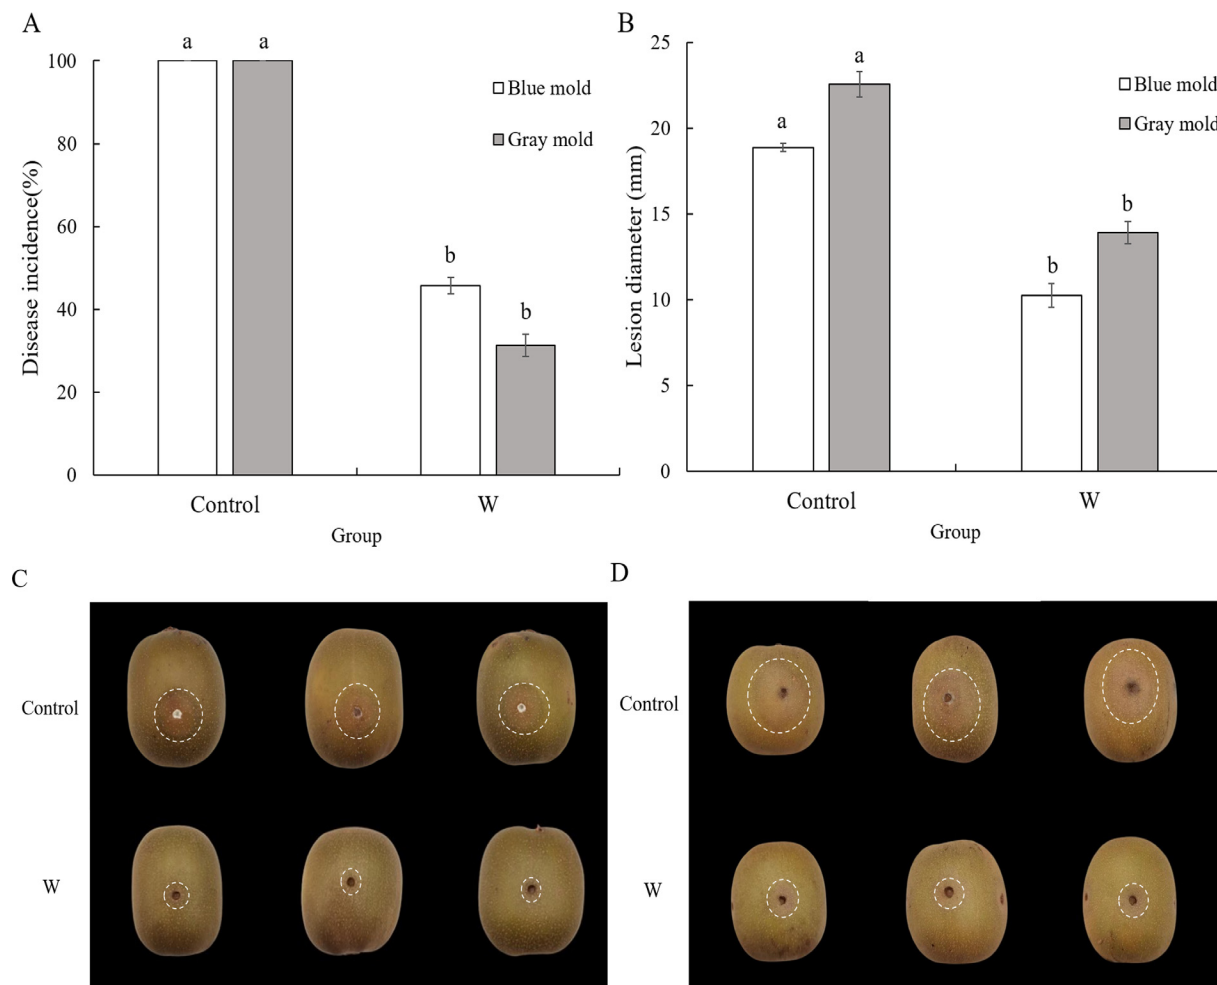 A
a a
100
80
60
40
20
0
Disease incidence(%)
Blue mold
Gray mold
b
b
Control W
Group
B
25
20
15
10
5
0
Lesion diameter (mm)
a
a
Blue mold
Gray mold
b
b
Control W
Group
C
Control
W
D
Control
W